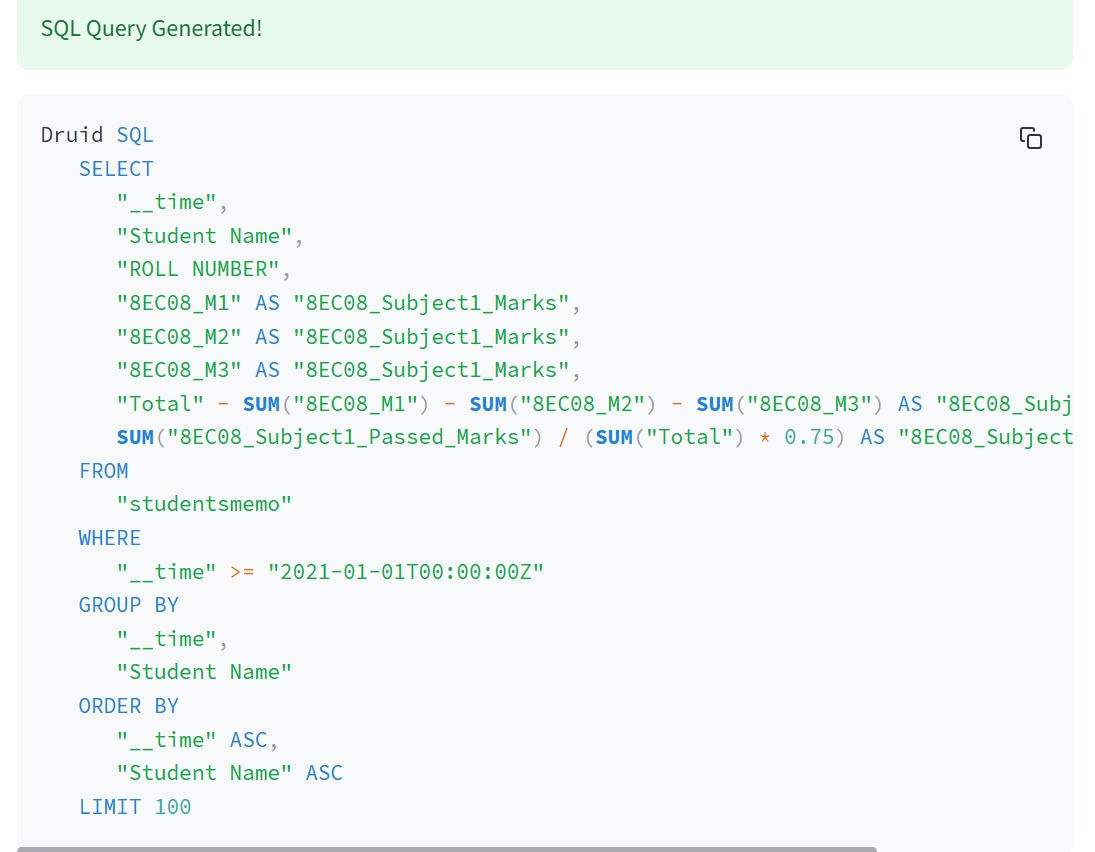 SQL Query Generated!
Druid SQL
SELECT
"__time",
"Student Name",
"ROLL NUMBER",
"8EC08_M1" AS "8EC08_Subject1_Marks",
"8EC08_M2" AS "8EC08_Subject1_Marks",
"8EC08_M3" AS "8EC08_Subject1_Marks",
"Total" - SUM("8EC08_M1") - SUM("8EC08_M2") - SUM("8EC08_M3") AS "8EC08_Subj
SUM("8EC08_Subject1_Passed_Marks") / (SUM("Total") * 0.75) AS "8EC08_Subject
FROM
"studentsmemo"
WHERE
"__time" >= "2021-01-01T00:00:00Z"
GROUP BY
"__time",
"Student Name"
ORDER BY
"__time" ASC,
"Student Name" ASC
LIMIT 100